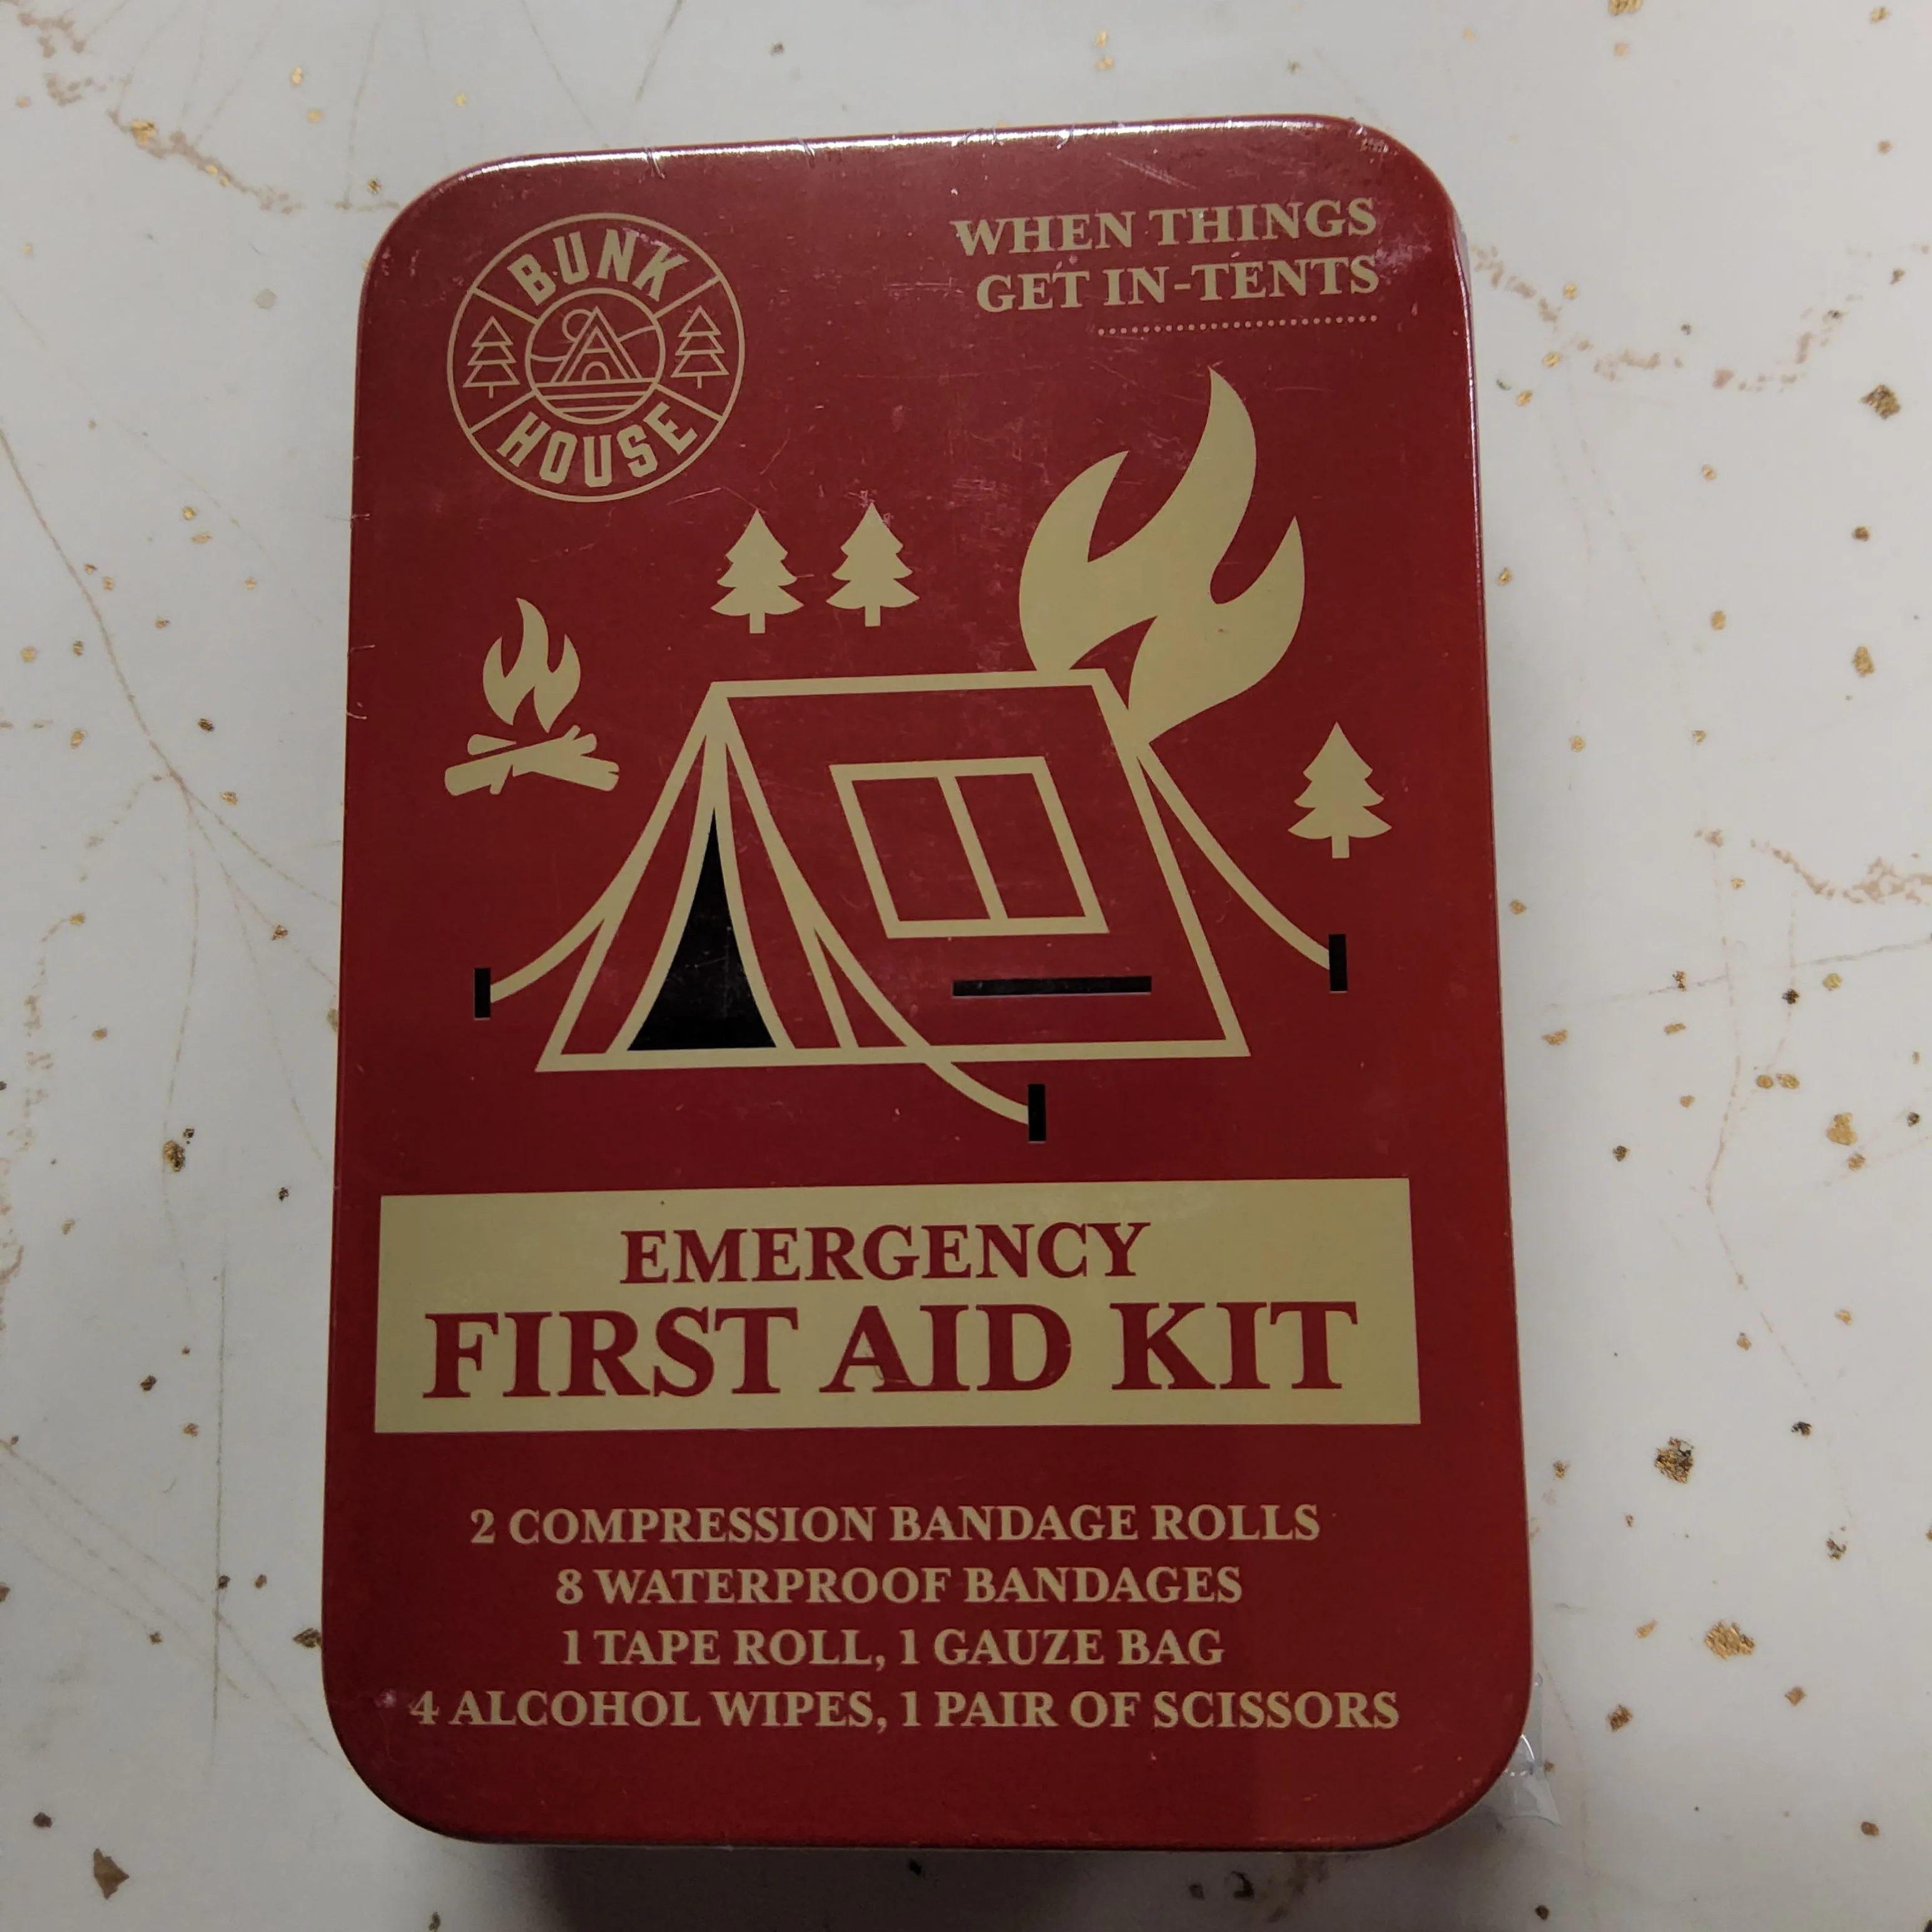 BUNK
HOUSE
WHEN THINGS
GET IN-TENTS
EMERGENCY
FIRST AID KIT
2 COMPRESSION BANDAGE ROLLS
8 WATERPROOF BANDAGES
1 TAPE ROLL, 1 GAUZE BAG
4 ALCOHOL WIPES, 1 PAIR OF SCISSORS